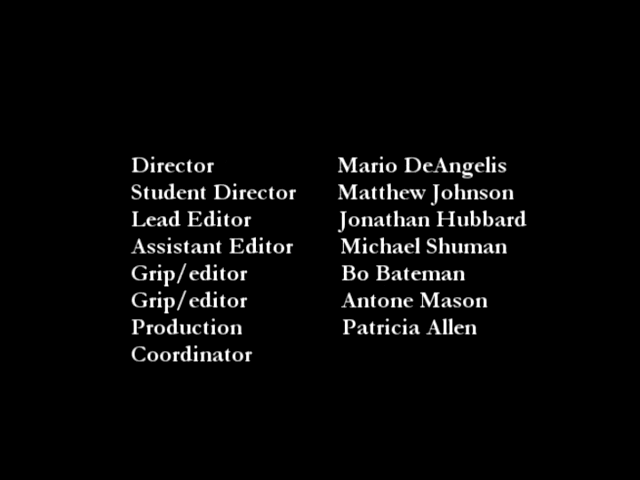 Director Mario DeAngelis
Student Director Matthew Johnson
Lead Editor Jonathan Hubbard
Assistant Editor Michael Shuman
Grip/editor Bo Bateman
Grip/editor Antone Mason
Production Patricia Allen
Coordinator